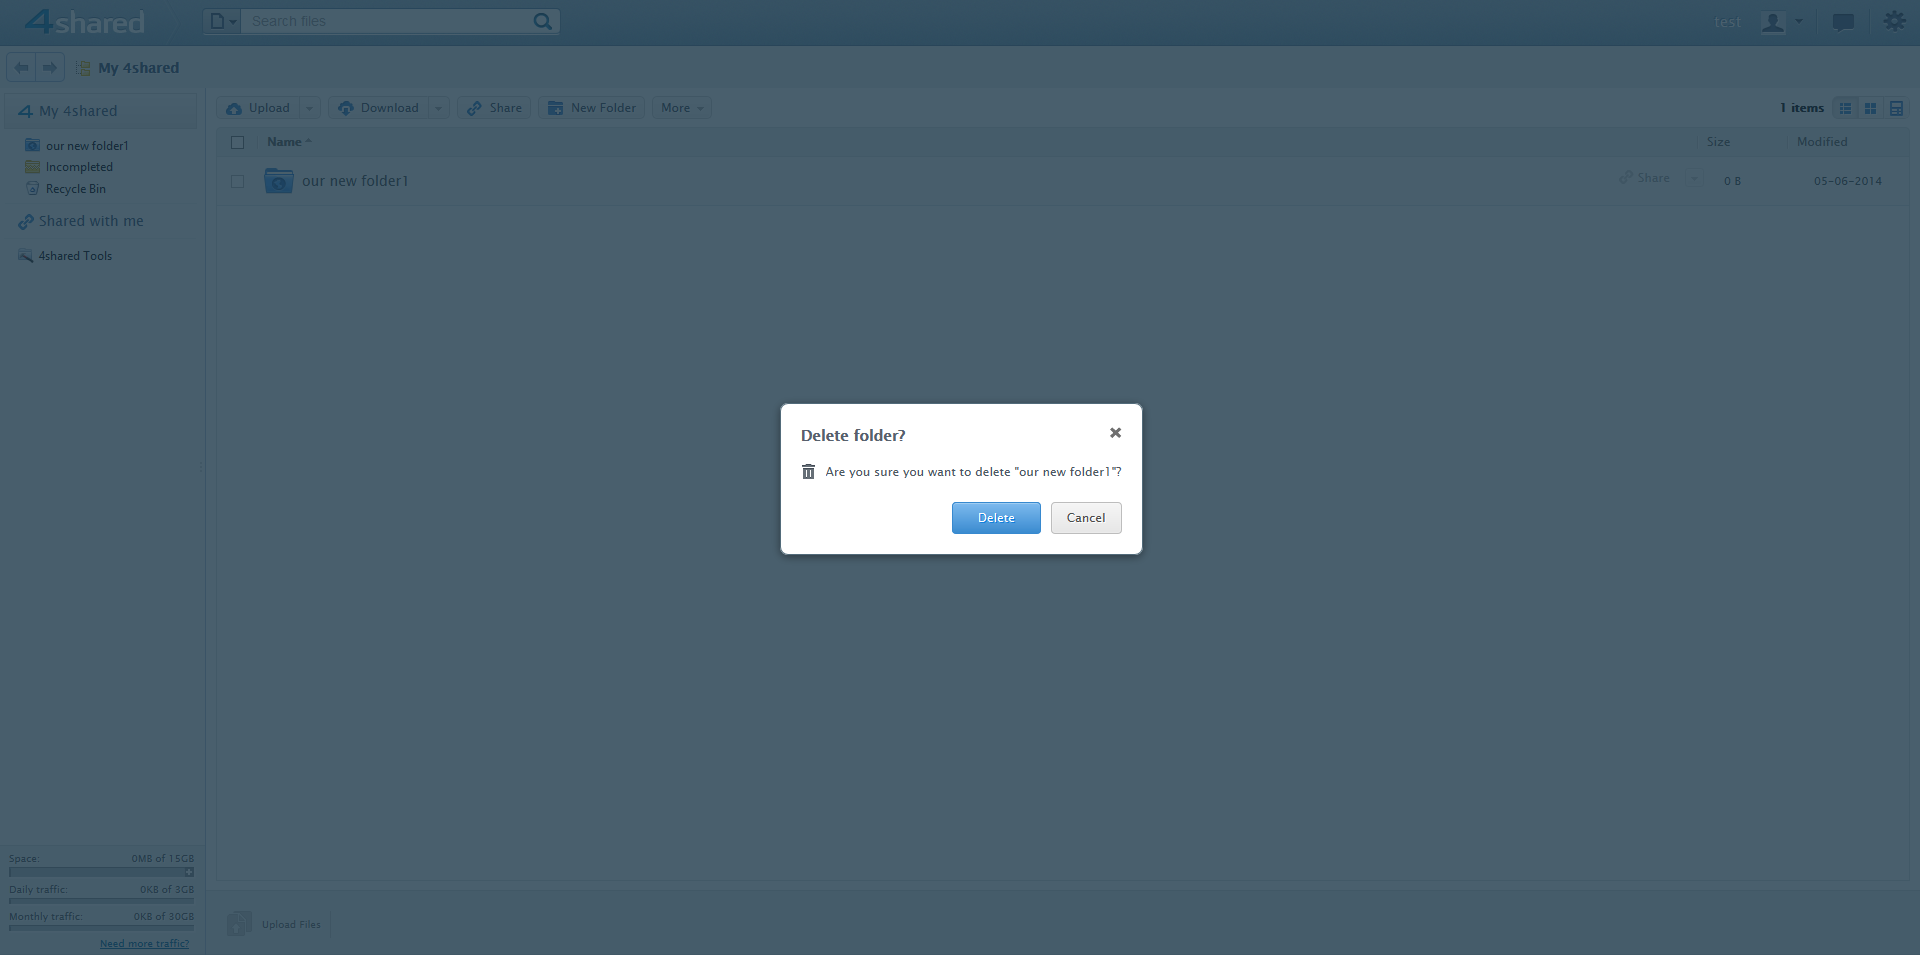 4shared
Search files
test
My 4shared
My 4shared
our new folder1
Incompleted
Recycle Bin
Shared with me
4shared Tools
Upload
Download
Share
New Folder
More
1 items
Name
Size
Modified
our new folder1
Share
0 B
05-06-2014
Delete folder?
Are you sure you want to delete "our new folder1"?
Delete
Cancel
Space: 0MB of 15GB
Daily traffic: 0KB of 3GB
Monthly traffic: 0KB of 30GB
Need more traffic?
Upload Files